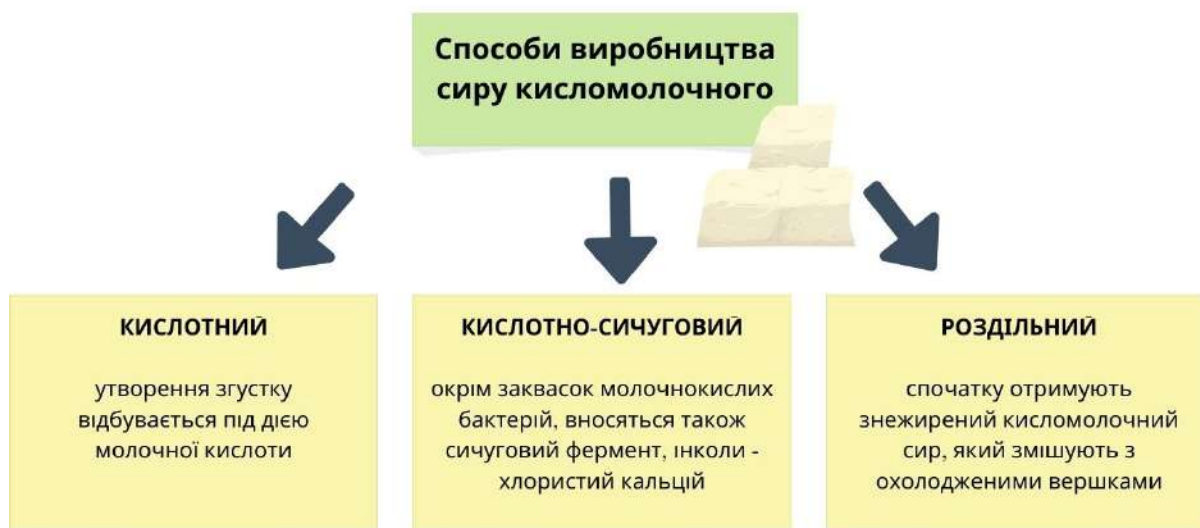 Способи виробництва
сиру кисломолочного
КИСЛОТНИЙ
утворення згустку
відбувається під дією
молочної кислоти
КИСЛОТНО-СИЧУГОВИЙ
окрім заквасок молочнокислих
бактерій, вносяться також
сичуговий фермент, інколи -
хлористий кальцій
РОЗДІЛЬНИЙ
спочатку отримують
знежирений кисломолочний
сир, який змішують з
охолодженими вершками